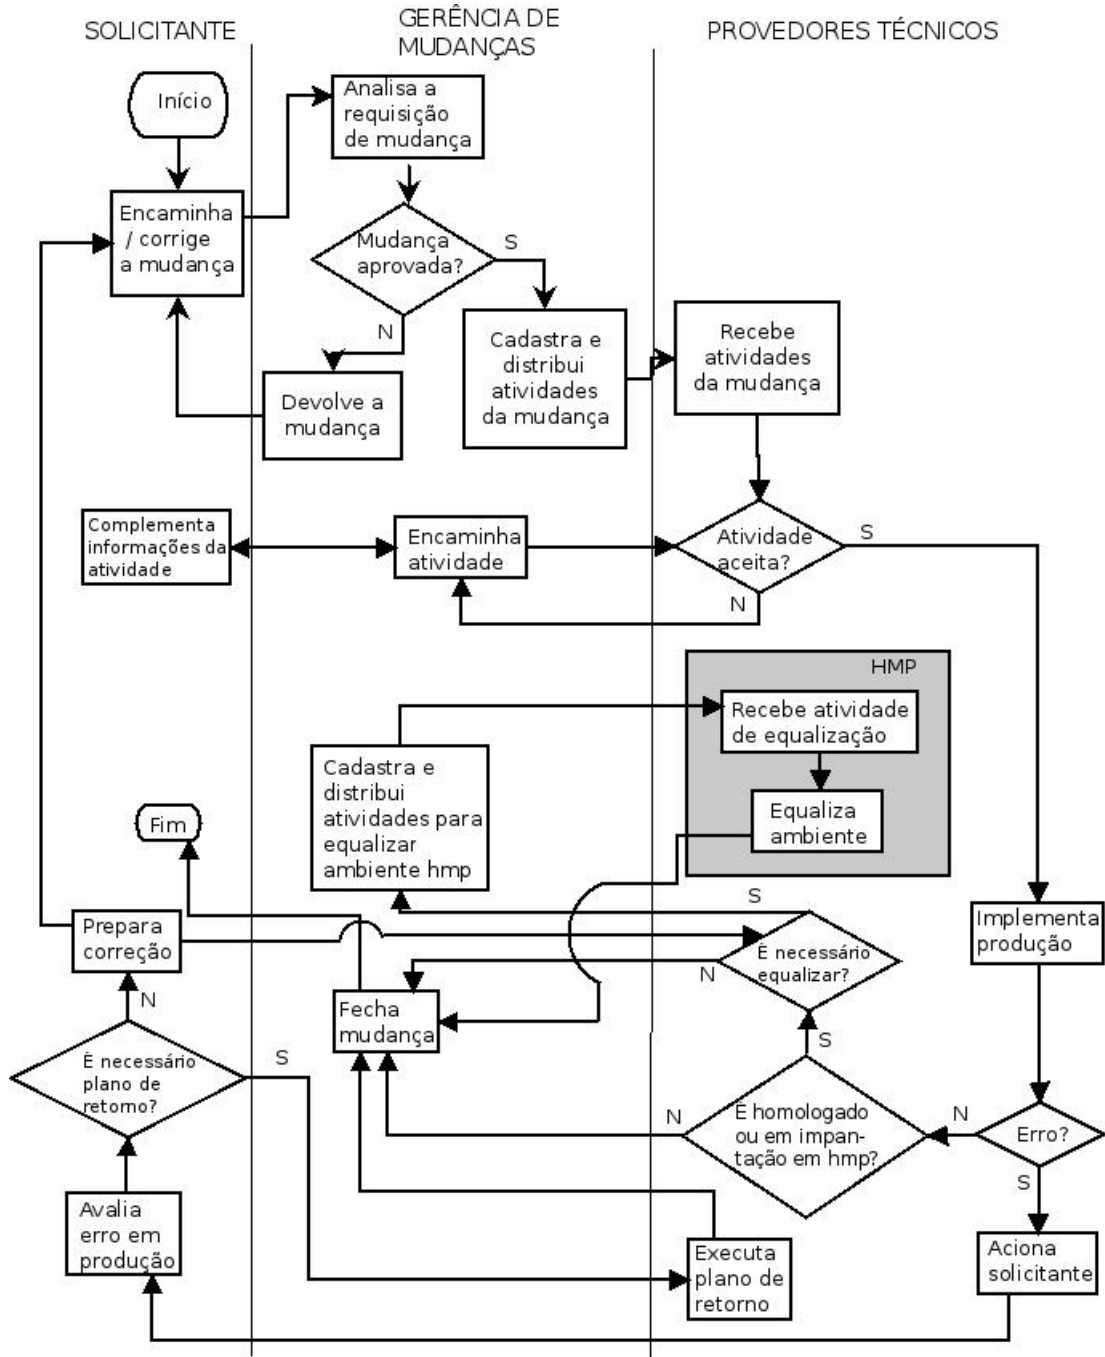 SOLICITANTE
GERÊNCIA DE
MUDANÇAS
PROVEDORES TÉCNICOS
Início
Analisa a
requisição
de mudança
Encaminha
/ corrige
a mudança
Mudança
aprovada?
S
N
Devolve a
mudança
Cadastra e
distribui
atividades
da mudança
Recebe
atividades
da mudança
Complementa
informações da
atividade
Encaminha
atividade
Atividade
aceita?
S
N
HMP
Recebe atividade
de equalização
Equaliza
ambiente
Cadastra e
distribui
atividades para
equalizar
ambiente hmp
Fim
Prepara
correção
N
S
É necessário
equalizar?
N
Implementa
produção
Fecha
mudança
É necessário
plano de
retorno?
S
S
É homologado
ou em impan-
tação em hmp?
N
N
Erro?
S
Avalia
erro em
produção
Executa
plano de
retorno
Aciona
solicitante